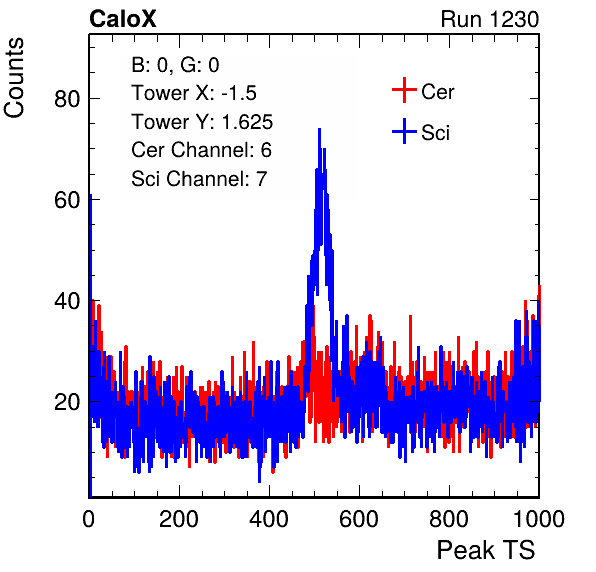 CaloX Run 1230
Counts
B: 0, G: 0
Tower X: -1.5
Tower Y: 1.625
Cer Channel: 6
Sci Channel: 7
Cer
Sci
80
60
40
20
0 200 400 600 800 1000
Peak TS